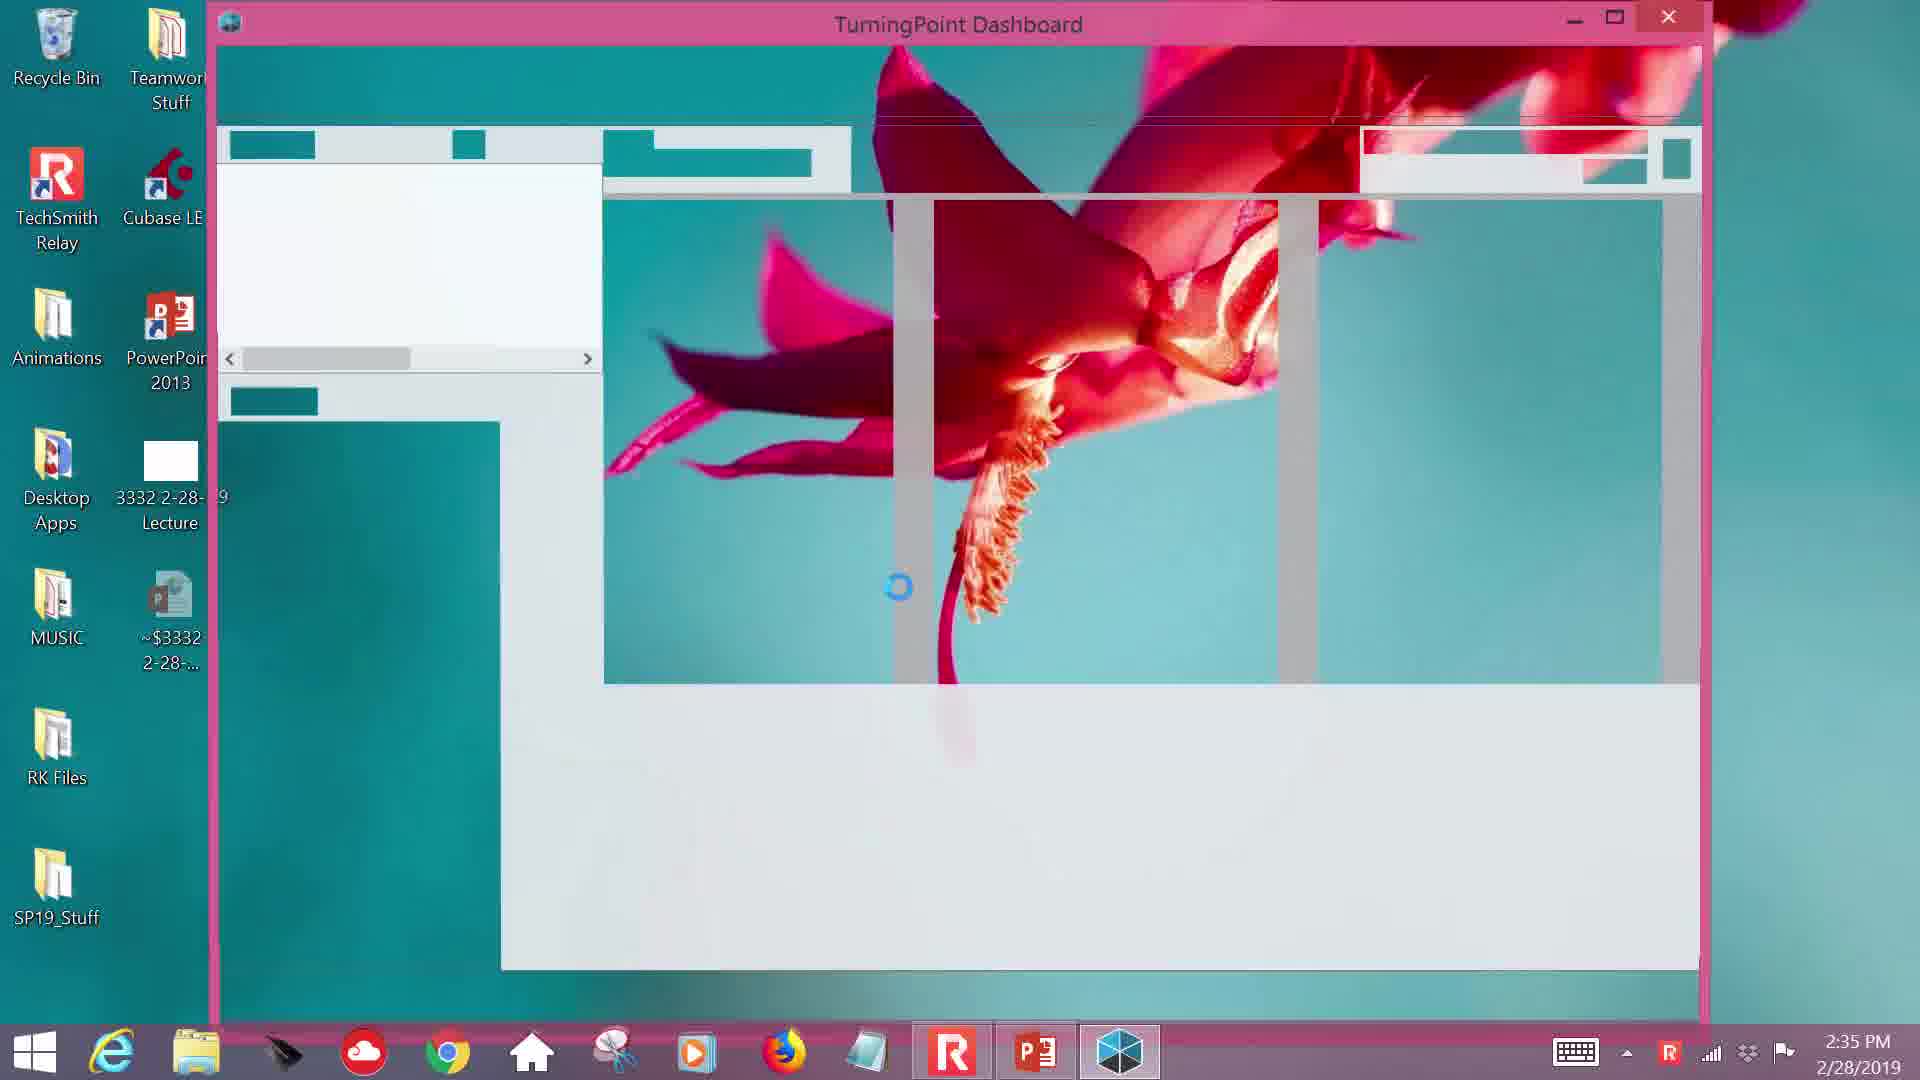 TurningPoint Dashboard
Recycle Bin
Teamwor
Stuff
TechSmith
Relay
Cubase LE
Animations
PowerPoin
2013
Desktop
Apps
3332 2-28-19
Lecture
MUSIC
~$3332
2-28-...
RK Files
SP19_Stuff
2:35 PM
2/28/2019